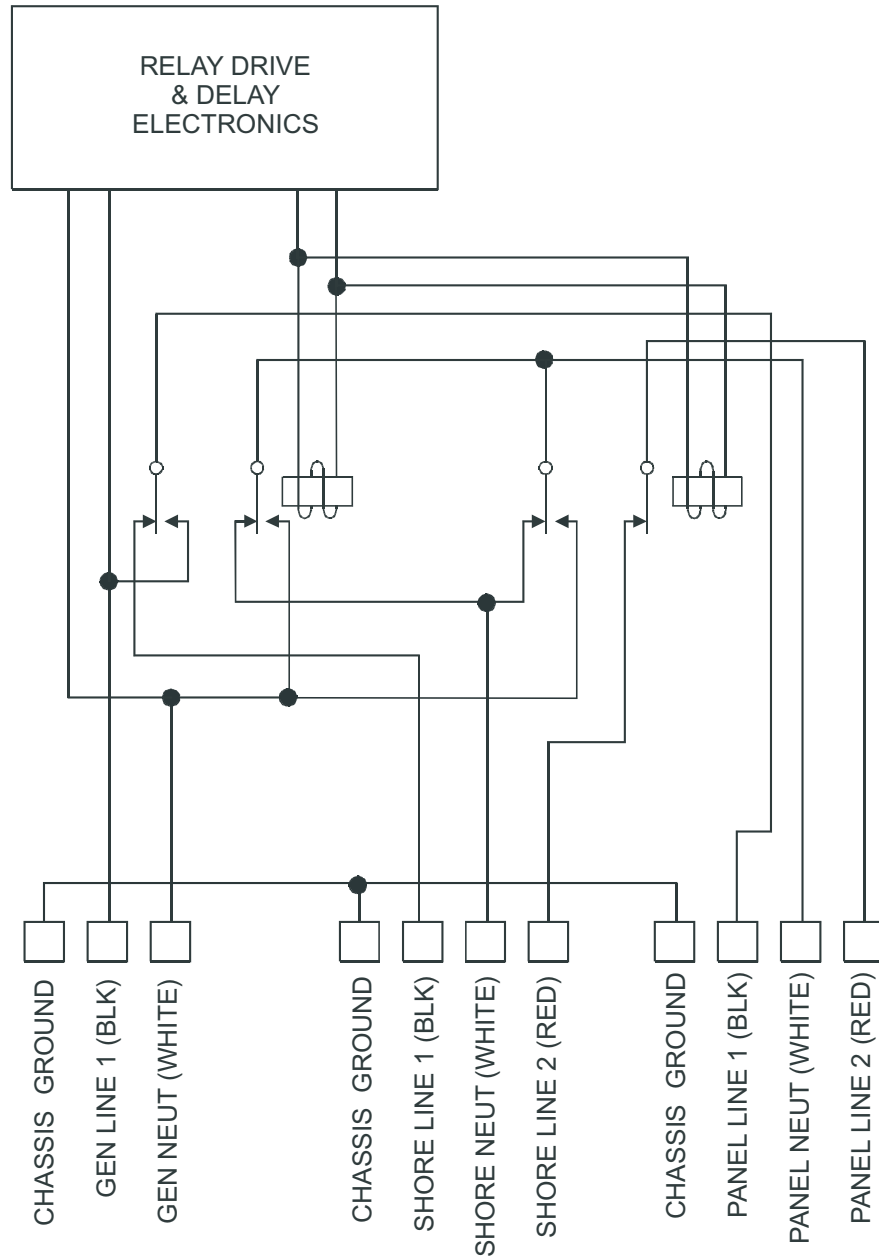 RELAY DRIVE
& DELAY
ELECTRONICS
CHASSIS GROUND
GEN LINE 1 (BLK)
GEN NEUT (WHITE)
CHASSIS GROUND
SHORE LINE 1 (BLK)
SHORE NEUT (WHITE)
SHORE LINE 2 (RED)
CHASSIS GROUND
PANEL LINE 1 (BLK)
PANEL NEUT (WHITE)
PANEL LINE 2 (RED)